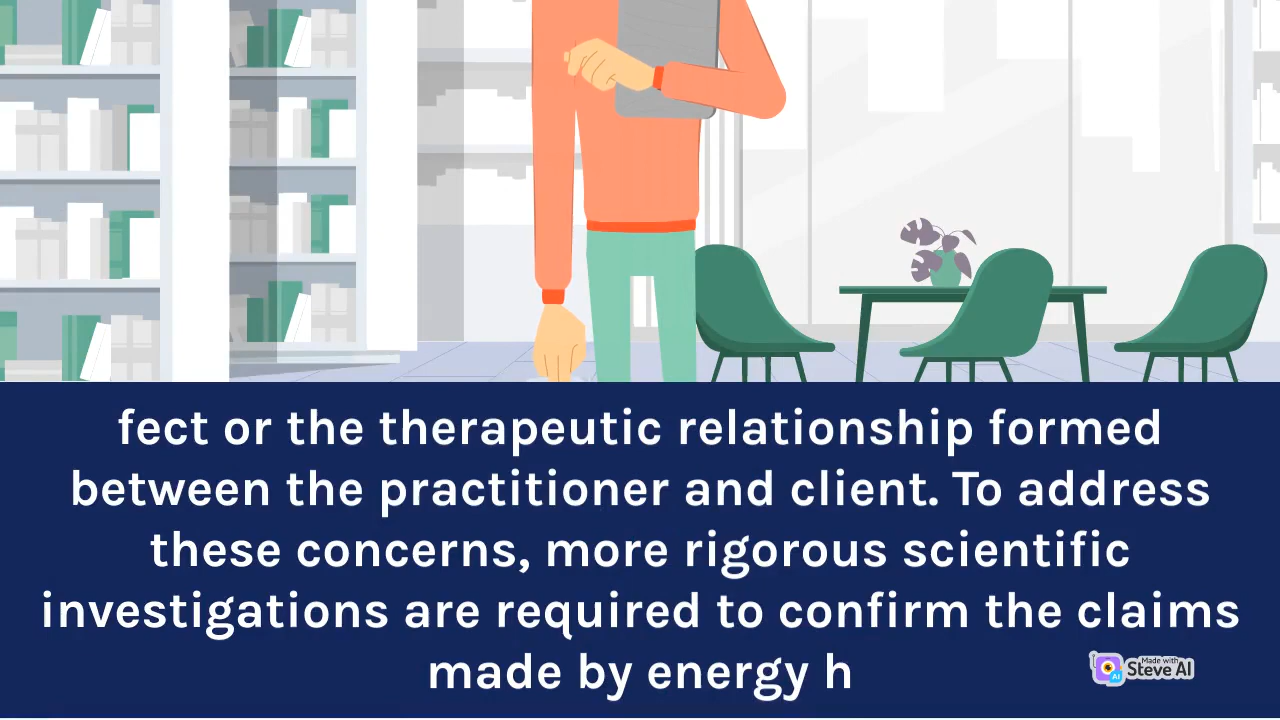 fect or the therapeutic relationship formed
between the practitioner and client. To address
these concerns, more rigorous scientific
investigations are required to confirm the claims
made by energy h
Made with
Steve AI
AI